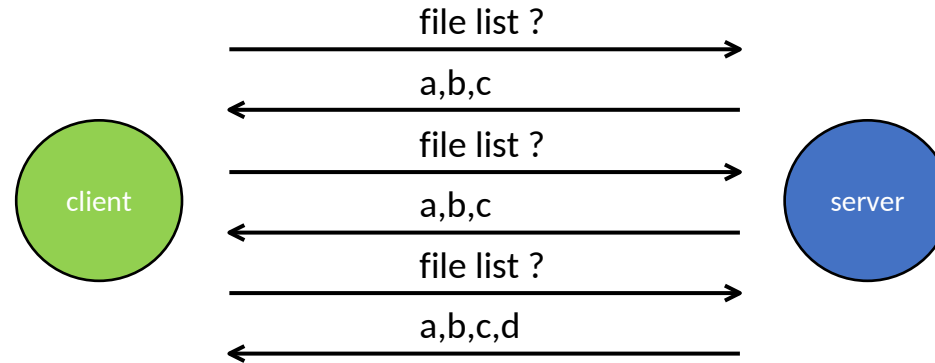 file list ?
a,b,c
file list ?
client
a,b,c
server
file list ?
a,b,c,d